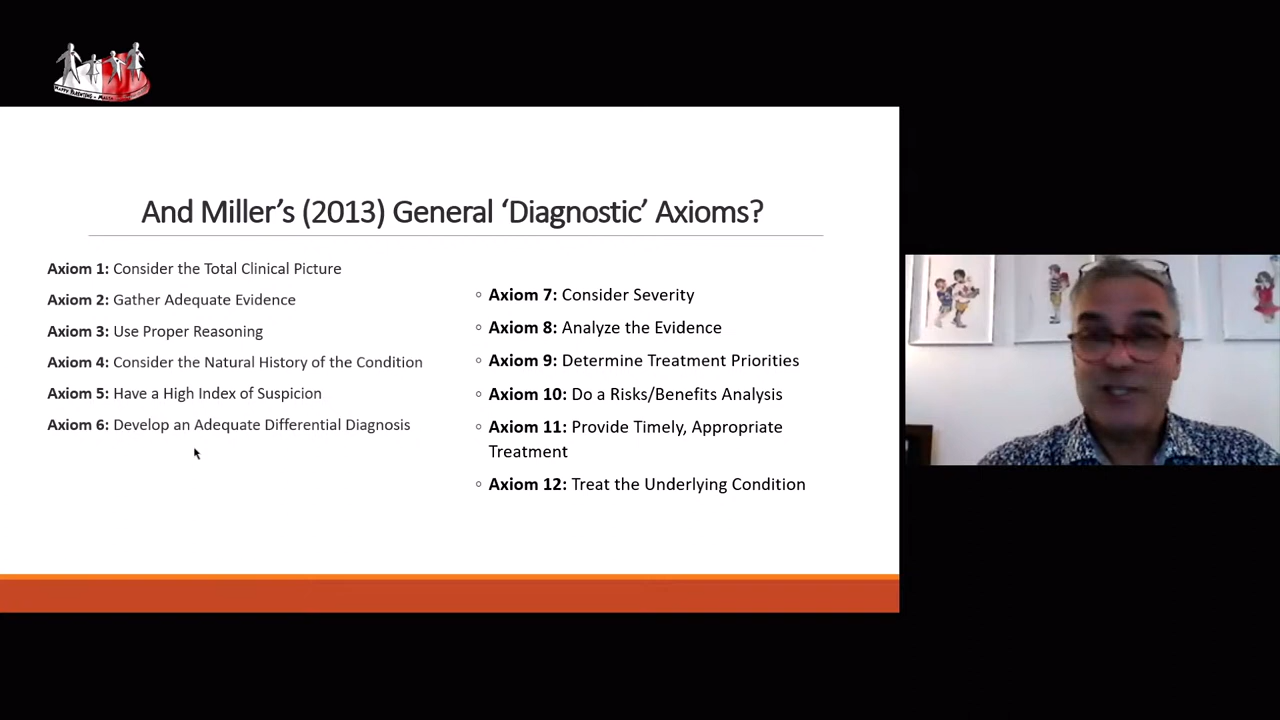 HAPPY PARENTING - MALTA
And Miller's (2013) General 'Diagnostic' Axioms?
Axiom 1: Consider the Total Clinical Picture
Axiom 2: Gather Adequate Evidence
Axiom 3: Use Proper Reasoning
Axiom 4: Consider the Natural History of the Condition
Axiom 5: Have a High Index of Suspicion
Axiom 6: Develop an Adequate Differential Diagnosis
◦ Axiom 7: Consider Severity
◦ Axiom 8: Analyze the Evidence
◦ Axiom 9: Determine Treatment Priorities
◦ Axiom 10: Do a Risks/Benefits Analysis
◦ Axiom 11: Provide Timely, Appropriate
Treatment
◦ Axiom 12: Treat the Underlying Condition